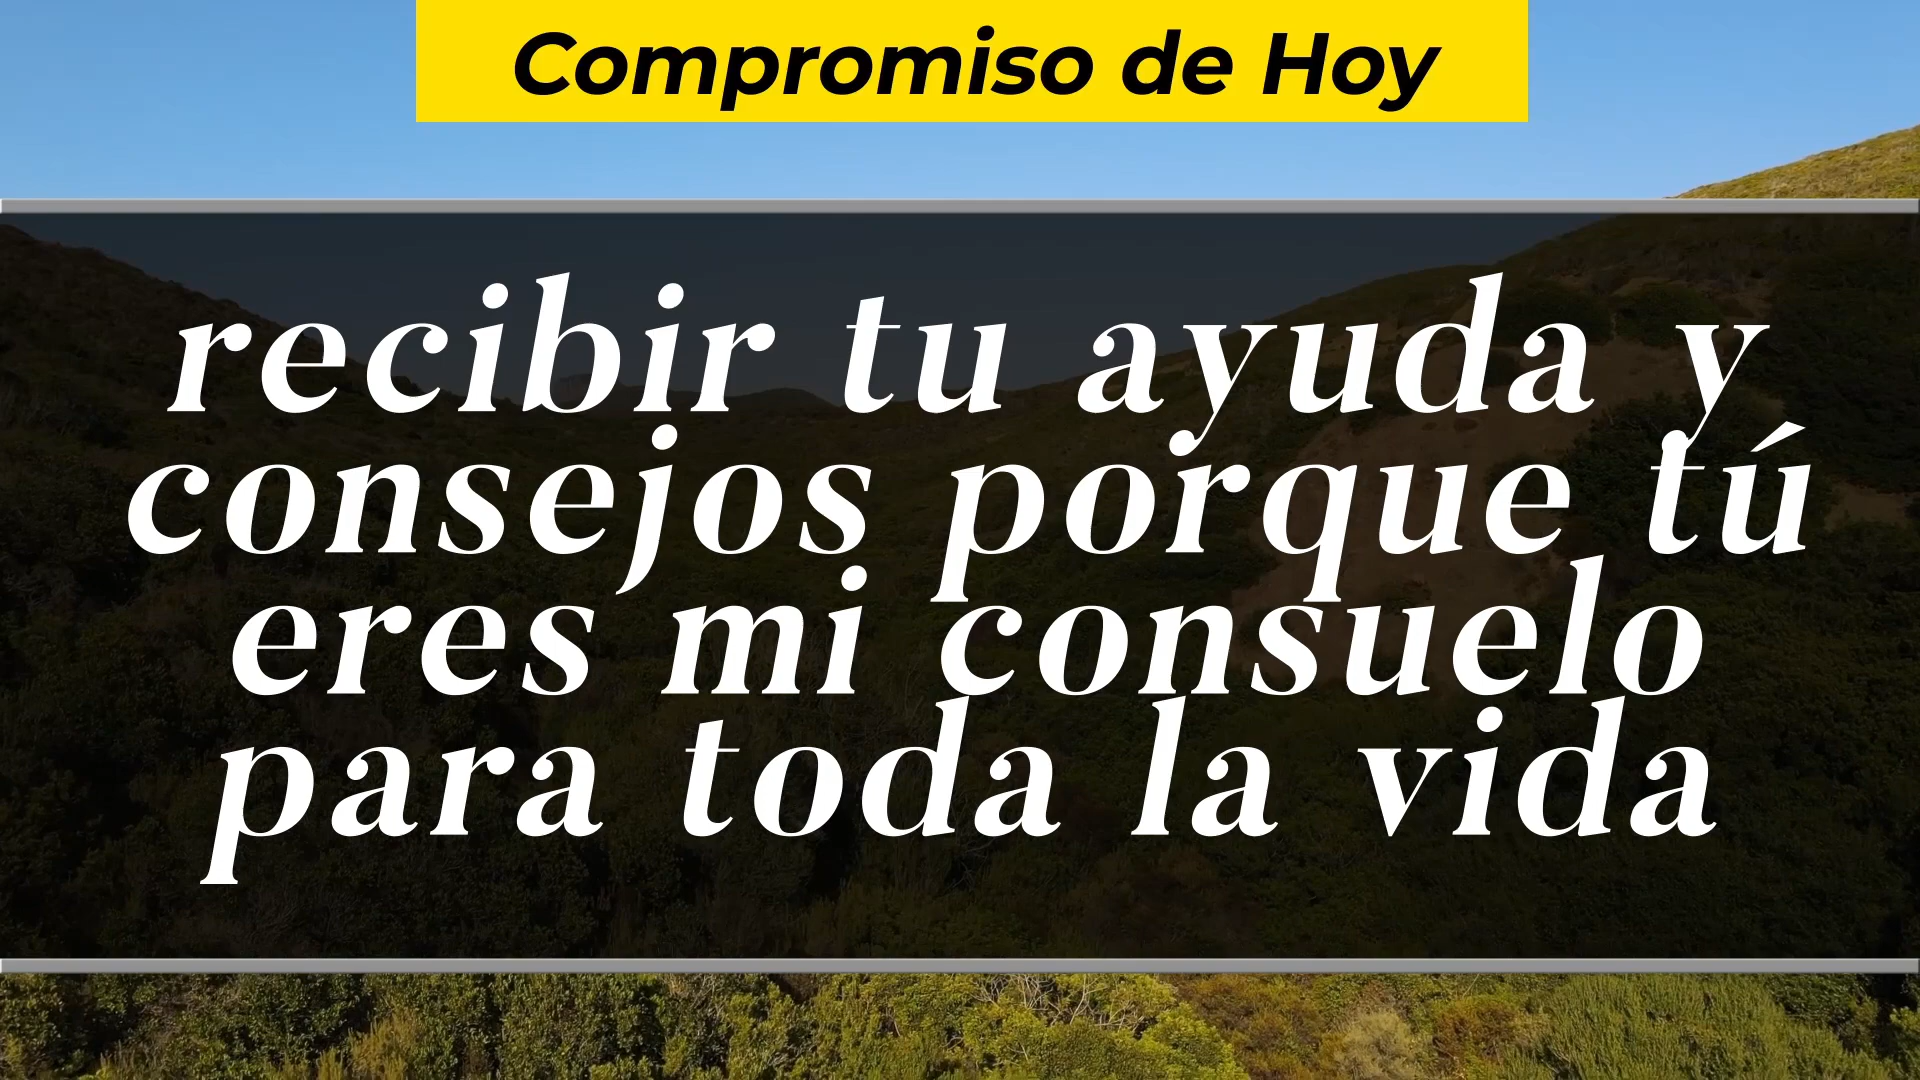 Compromiso de Hoy
recibir tu ayuda y
consejos porque tú
eres mi consuelo
para toda la vida